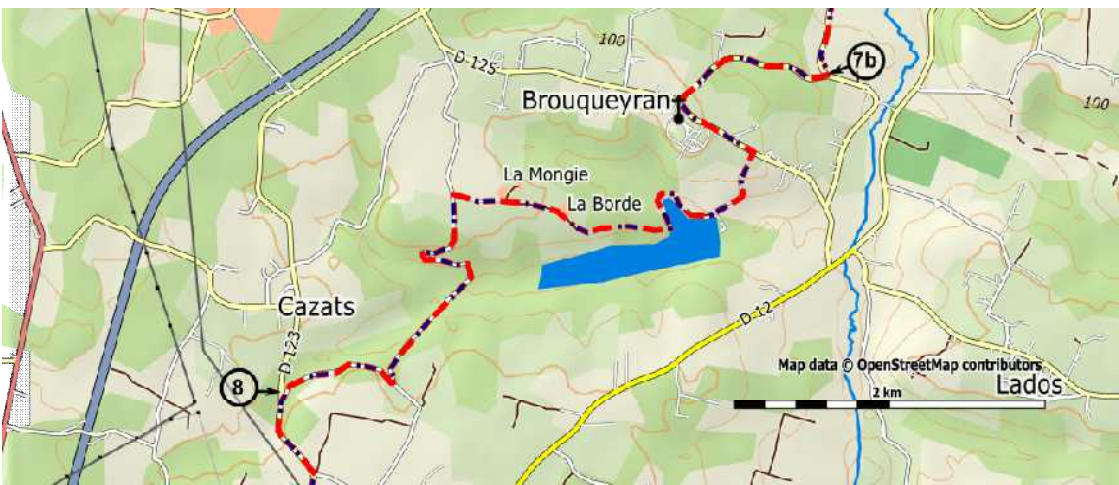 100
7b
D 125
Brouqueyran
100
La Mongie
La Borde
Cazats
D 12
D 123
Map data © OpenStreetMap contributors
Lados
8
2 km